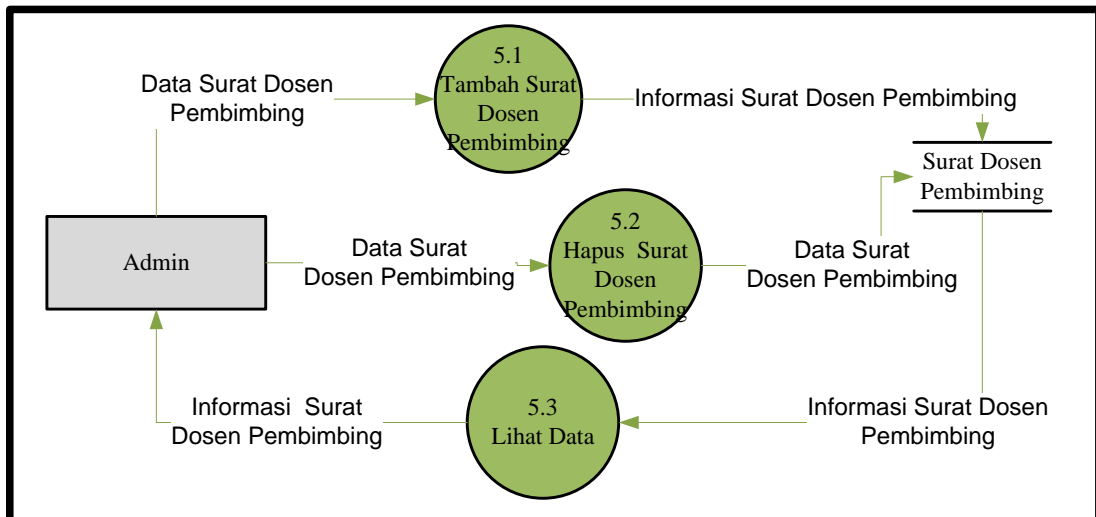 5.1
Tambah Surat
Dosen
Pembimbing
Data Surat Dosen
Pembimbing
Informasi Surat Dosen Pembimbing
Surat Dosen
Pembimbing
Admin
Data Surat
Dosen Pembimbing
5.2
Hapus  Surat
Dosen
Pembimbing
Data Surat
Dosen Pembimbing
Informasi  Surat
Dosen Pembimbing
5.3
Lihat Data
Informasi Surat Dosen
Pembimbing